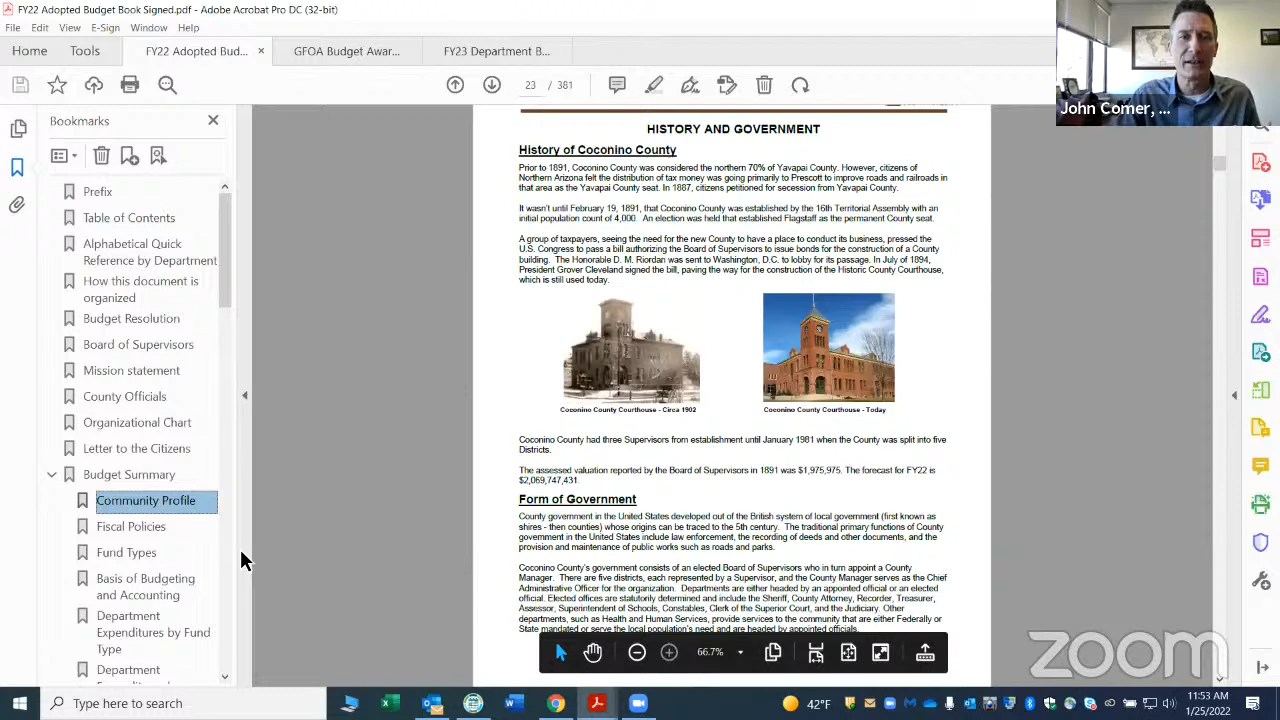 FY22 Adopted Budget Book Signed.pdf - Adobe Acrobat Pro DC (32-bit)
File Edit View E-Sign Window Help
Home Tools FY22 Adopted Bud... × GFOA Budget Awar... FY23 Department B...
23 / 381
John Comer, ...
Bookmarks
Prefix
Table of Contents
Alphabetical Quick
Reference by Department
How this document is
organized
Budget Resolution
Board of Supervisors
Mission statement
County Officials
Organizational Chart
Letter to the Citizens
Budget Summary
Community Profile
Fiscal Policies
Fund Types
Basis of Budgeting
and Accounting
Department
Expenditures by Fund
Type
Department
HISTORY AND GOVERNMENT
History of Coconino County
Prior to 1891, Coconino County was considered the northern 70% of Yavapai County. However, citizens of
Northern Arizona felt the distribution of tax money was going primarily to Prescott to improve roads and railroads in
that area as the Yavapai County seat. In 1887, citizens petitioned for secession from Yavapai County.
It wasn't until February 19, 1891, that Coconino County was established by the 16th Territorial Assembly with an
initial population count of 4,000. An election was held that established Flagstaff as the permanent County seat.
A group of taxpayers, seeing the need for the new County to have a place to conduct its business, pressed the
U.S. Congress to pass a bill authorizing the Board of Supervisors to issue bonds for the construction of a County
building. The Honorable D. M. Riordan was sent to Washington, D.C. to lobby for its passage. In July of 1894,
President Grover Cleveland signed the bill, paving the way for the construction of the Historic County Courthouse,
which is still used today.
Coconino County Courthouse - Circa 1902
Coconino County Courthouse - Today
Coconino County had three Supervisors from establishment until January 1981 when the County was split into five
Districts.
The assessed valuation reported by the Board of Supervisors in 1891 was $1,975,975. The forecast for FY22 is
$2,069,747,431.
Form of Government
County government in the United States developed out of the British system of local government (first known as
shires - then counties) whose origins can be traced to the 5th century. The traditional primary functions of County
government in the United States include law enforcement, the recording of deeds and other documents, and the
provision and maintenance of public works such as roads and parks.
Coconino County's government consists of an elected Board of Supervisors who in turn appoint a County
Manager. There are five districts, each represented by a Supervisor, and the County Manager serves as the Chief
Administrative Officer for the organization. Departments are either headed by an appointed official or an elected
official. Elected offices are statutorily determined and include the Sheriff, County Attorney, Recorder, Treasurer,
Assessor, Superintendent of Schools, Constables, Clerk of the Superior Court, and the Judiciary. Other
departments, such as Health and Human Services, provide services to the community that are either Federally or
State mandated or serve the local population's need and are headed by appointed officials.
66.7%
zoom
Type here to search
42°F
11:53 AM
1/25/2022